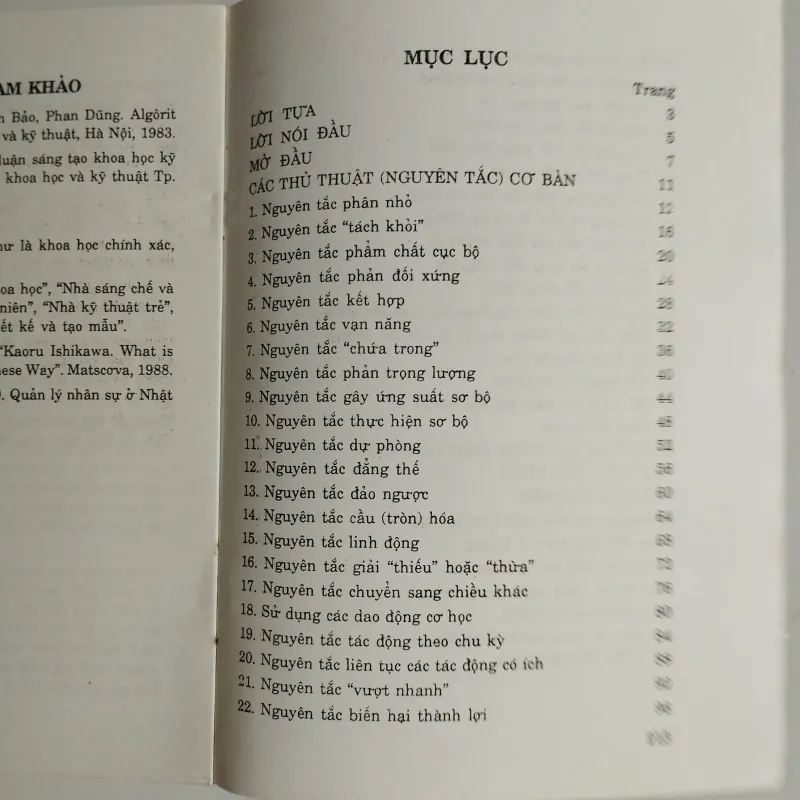 AM KHẢO
n Bảo, Phan Dũng. Algôrit
và kỹ thuật, Hà Nội, 1983.
luận sáng tạo khoa học kỹ
khoa học và kỹ thuật Tp.
hư là khoa học chính xác,
oa học”, “Nhà sáng chế và
niên”, “Nhà kỹ thuật trẻ”,
ết kế và tạo mẫu”.
“Kaoru Ishikawa. What is
nese Way”. Matscơva, 1988.
). Quản lý nhân sự ở Nhật
MỤC LỤC
Trang
LỜI TỰA 3
LỜI NÓI ĐẦU 5
MỞ ĐẦU 7
CÁC THỦ THUẬT (NGUYÊN TẮC) CƠ BẢN 11
1. Nguyên tắc phân nhỏ 12
2. Nguyên tắc “tách khỏi” 16
3. Nguyên tắc phẩm chất cục bộ 20
4. Nguyên tắc phản đối xứng 24
5. Nguyên tắc kết hợp 28
6. Nguyên tắc vạn năng 32
7. Nguyên tắc “chứa trong” 36
8. Nguyên tắc phản trọng lượng 40
9. Nguyên tắc gây ứng suất sơ bộ 44
10. Nguyên tắc thực hiện sơ bộ 48
11. Nguyên tắc dự phòng 52
12. Nguyên tắc đẳng thế 56
13. Nguyên tắc đảo ngược 60
14. Nguyên tắc cầu (tròn) hóa 64
15. Nguyên tắc linh động 68
16. Nguyên tắc giải “thiếu” hoặc “thừa” 72
17. Nguyên tắc chuyển sang chiều khác 76
18. Sử dụng các dao động cơ học 80
19. Nguyên tắc tác động theo chu kỳ 84
20. Nguyên tắc liên tục các tác động có ích 88
21. Nguyên tắc “vượt nhanh” 92
22. Nguyên tắc biến hại thành lợi